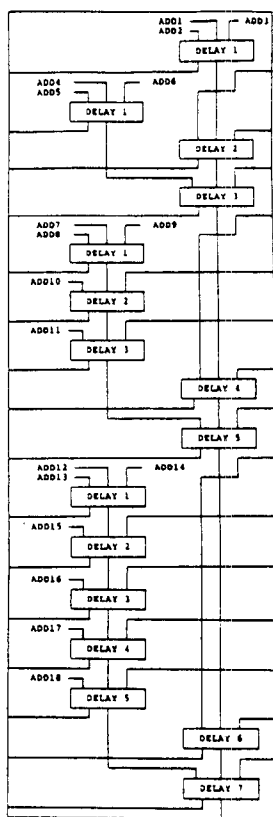 ADD1 ADD3
ADD2
DELAY 1
ADD4 ADD6
ADD5
DELAY 1
DELAY 2
DELAY 3
ADD7 ADD9
ADD8
DELAY 1
ADD10
DELAY 2
ADD11
DELAY 3
DELAY 4
DELAY 5
ADD12 ADD14
ADD13
DELAY 1
ADD15
DELAY 2
ADD16
DELAY 3
ADD17
DELAY 4
ADD18
DELAY 5
DELAY 6
DELAY 7